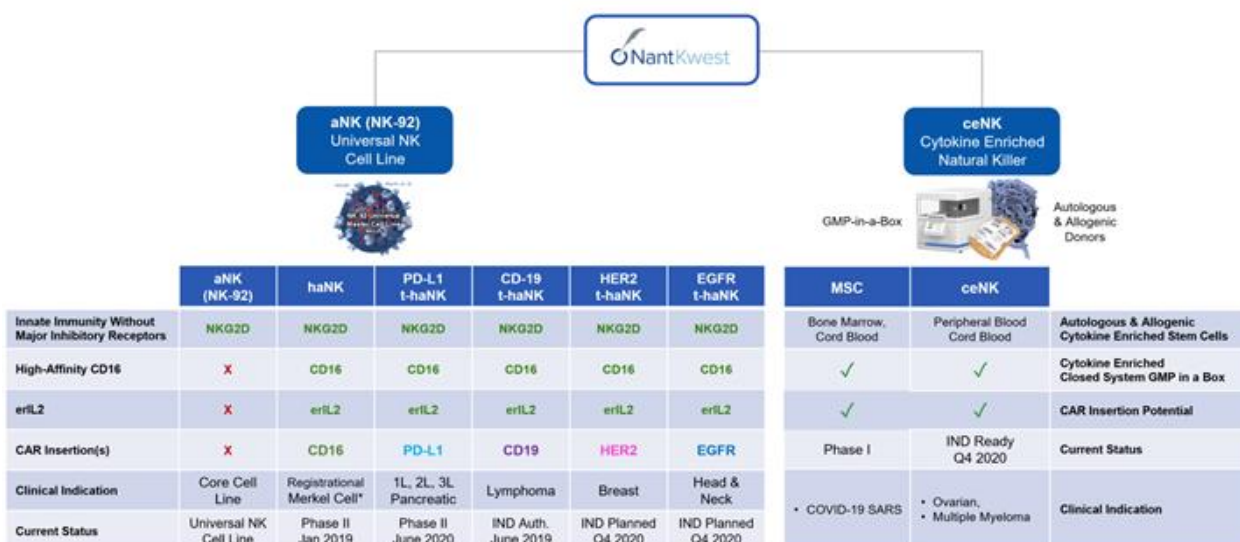 NantKwest
aNK (NK-92)
Universal NK
Cell Line
ceNK
Cytokine Enriched
Natural Killer
GMP-in-a-Box
Autologous
& Allogenic
Donors
aNK
(NK-92)
haNK
PD-L1
t-haNK
CD-19
t-haNK
HER2
t-haNK
EGFR
t-haNK
Innate Immunity Without
Major Inhibitory Receptors
NKG2D NKG2D NKG2D NKG2D NKG2D NKG2D
High-Affinity CD16
X CD16 CD16 CD16 CD16 CD16
erIL2
X erIL2 erIL2 erIL2 erIL2 erIL2
CAR Insertion(s)
X CD16 PD-L1 CD19 HER2 EGFR
Clinical Indication
Core Cell
Line
Registrational
Merkel Cell*
1L, 2L, 3L
Pancreatic
Lymphoma
Breast
Head &
Neck
Current Status
Universal NK
Cell Line
Phase II
Jan 2019
Phase II
June 2020
IND Auth.
June 2019
IND Planned
Q4 2020
IND Planned
Q4 2020
MSC
ceNK
Bone Marrow,
Cord Blood
Peripheral Blood
Cord Blood
Autologous & Allogenic
Cytokine Enriched Stem Cells
✓ ✓
Cytokine Enriched
Closed System GMP in a Box
✓ ✓ CAR Insertion Potential
Phase I
IND Ready
Q4 2020
Current Status
• COVID-19 SARS
• Ovarian,
• Multiple Myeloma
Clinical Indication